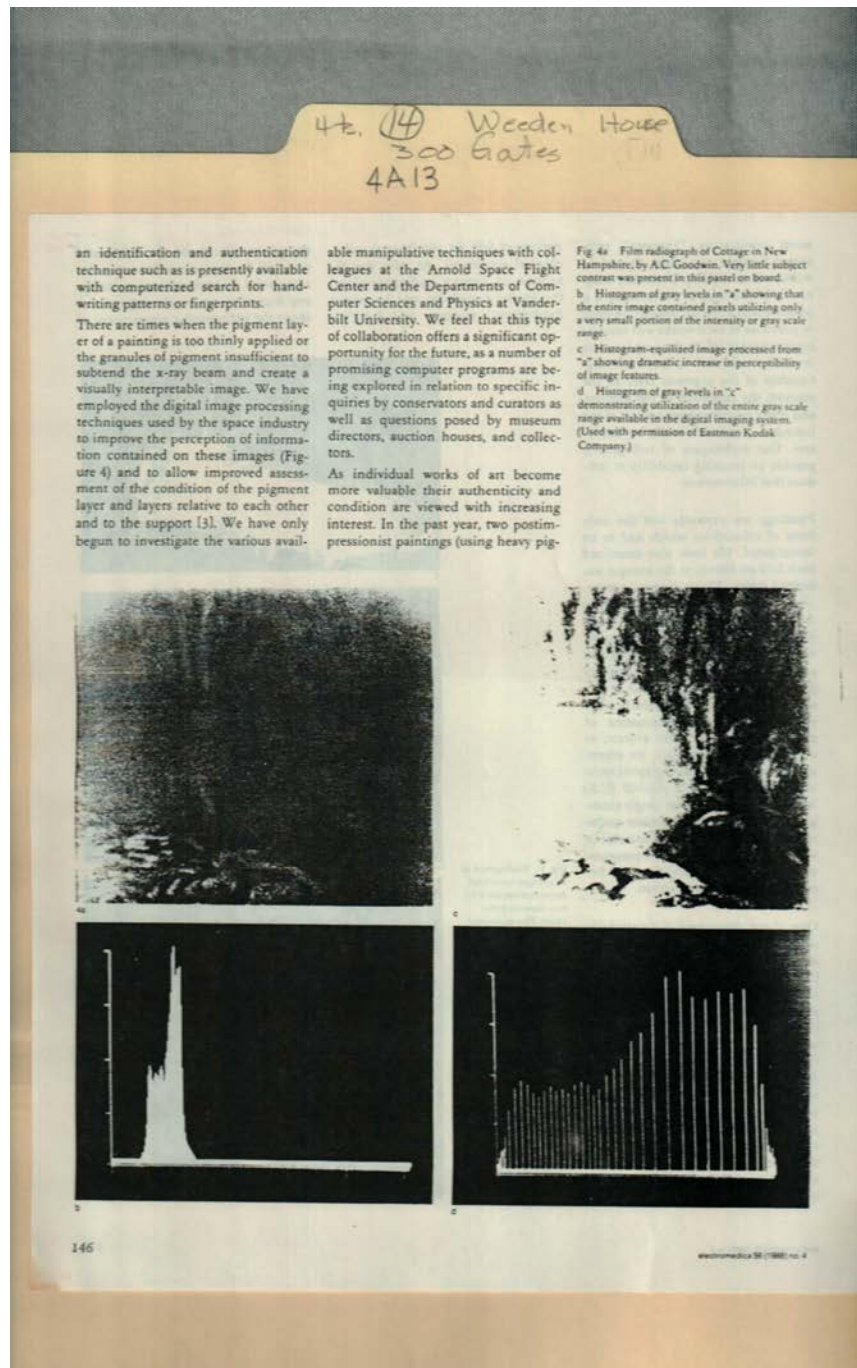 4tz. 14 Weeden House
300 Gates
4A13
an identification and authentication
technique such as is presently available
with computerized search for hand-
writing patterns or fingerprints.
There are times when the pigment lay-
er of a painting is too thinly applied or
the granules of pigment insufficient to
subtend the x-ray beam and create a
visually interpretable image. We have
employed the digital image processing
techniques used by the space industry
to improve the perception of informa-
tion contained on these images (Fig-
ure 4) and to allow improved assess-
ment of the condition of the pigment
layer and layers relative to each other
and to the support [3]. We have only
begun to investigate the various avail-
able manipulative techniques with col-
leagues at the Arnold Space Flight
Center and the Departments of Com-
puter Sciences and Physics at Vander-
bilt University. We feel that this type
of collaboration offers a significant op-
portunity for the future, as a number of
promising computer programs are be-
ing explored in relation to specific in-
quiries by conservators and curators as
well as questions posed by museum
directors, auction houses, and collec-
tors.
As individual works of art become
more valuable their authenticity and
condition are viewed with increasing
interest. In the past year, two postim-
pressionist paintings (using heavy pig-
Fig. 4a Film radiograph of Cottage in New
Hampshire, by A.C. Goodwin. Very little subject
contrast was present in this pastel on board.
b Histogram of gray levels in "a" showing that
the entire image contained pixels utilizing only
a very small portion of the intensity or gray scale
range.
c Histogram-equilized image processed from
"a" showing dramatic increase in perceptibility
of image features.
d Histogram of gray levels in "c"
demonstrating utilization of the entire gray scale
range available in the digital imaging system.
(Used with permission of Eastman Kodak
Company.)
4a
c
b
d
146
electromedica 56 (1988) no. 4